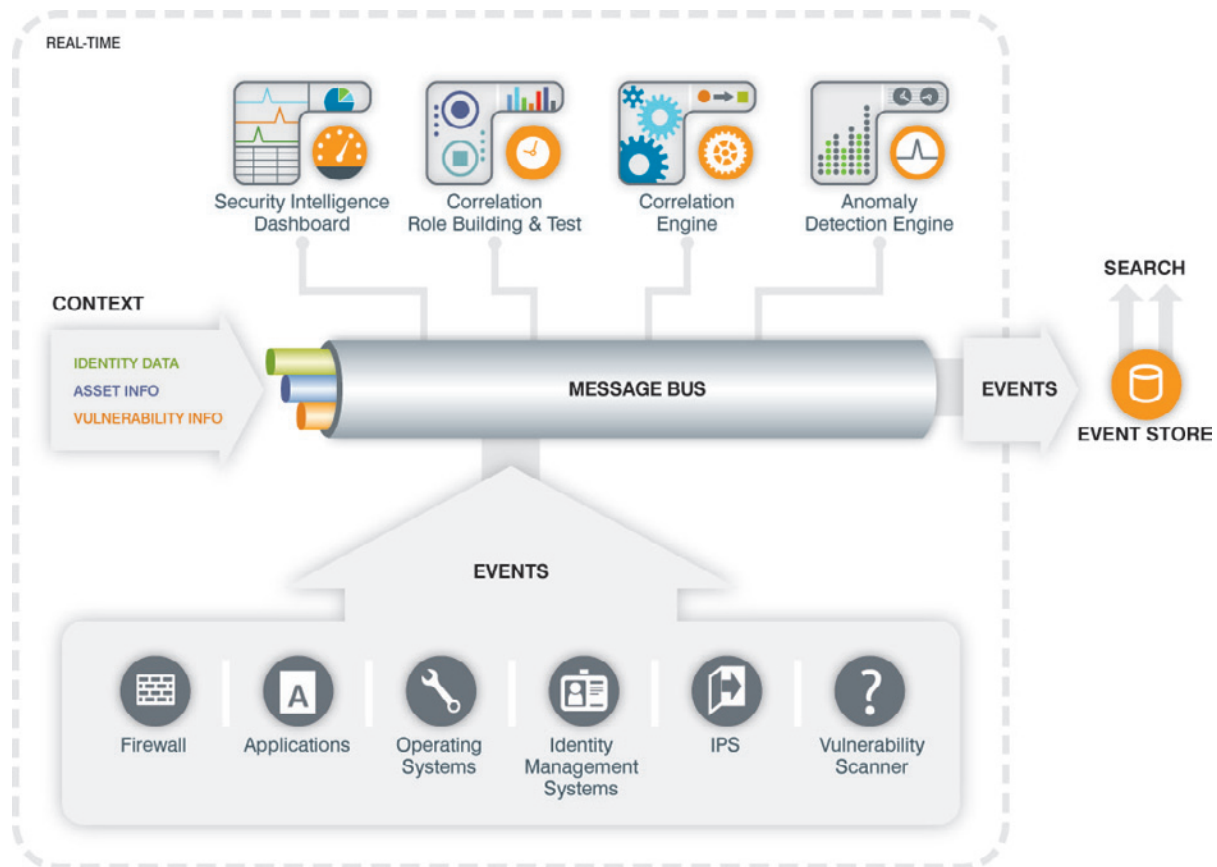 REAL-TIME
Security Intelligence
Dashboard
Correlation
Role Building & Test
Correlation
Engine
Anomaly
Detection Engine
SEARCH
CONTEXT
IDENTITY DATA
ASSET INFO
VULNERABILITY INFO
MESSAGE BUS
EVENTS
EVENT STORE
EVENTS
A
Firewall
Applications
Operating
Systems
Identity
Management
Systems
IPS
?
Vulnerability
Scanner